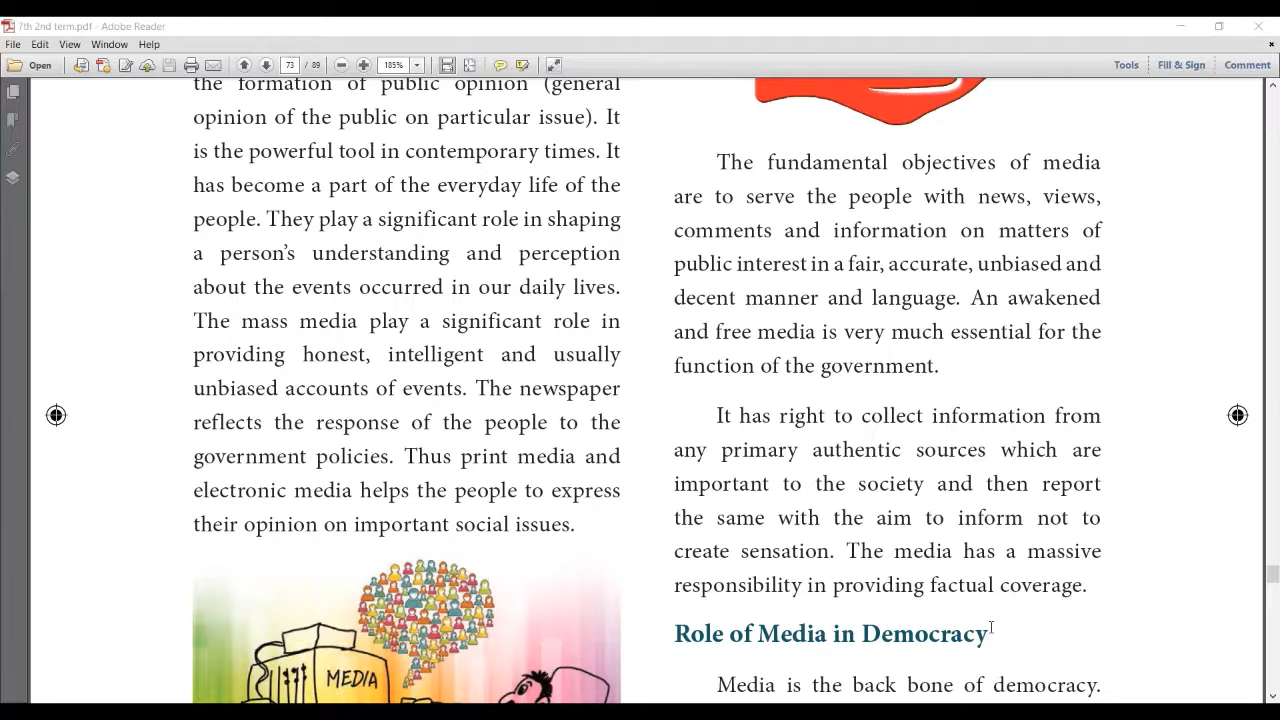 7th 2nd term.pdf - Adobe Reader
File Edit View Window Help
Open 73 / 89 185% Tools Fill & Sign Comment
the formation of public opinion (general
opinion of the public on particular issue). It
is the powerful tool in contemporary times. It
has become a part of the everyday life of the
people. They play a significant role in shaping
a person's understanding and perception
about the events occurred in our daily lives.
The mass media play a significant role in
providing honest, intelligent and usually
unbiased accounts of events. The newspaper
reflects the response of the people to the
government policies. Thus print media and
electronic media helps the people to express
their opinion on important social issues.
MEDIA
The fundamental objectives of media
are to serve the people with news, views,
comments and information on matters of
public interest in a fair, accurate, unbiased and
decent manner and language. An awakened
and free media is very much essential for the
function of the government.
It has right to collect information from
any primary authentic sources which are
important to the society and then report
the same with the aim to inform not to
create sensation. The media has a massive
responsibility in providing factual coverage.
Role of Media in Democracy
Media is the back bone of democracy.